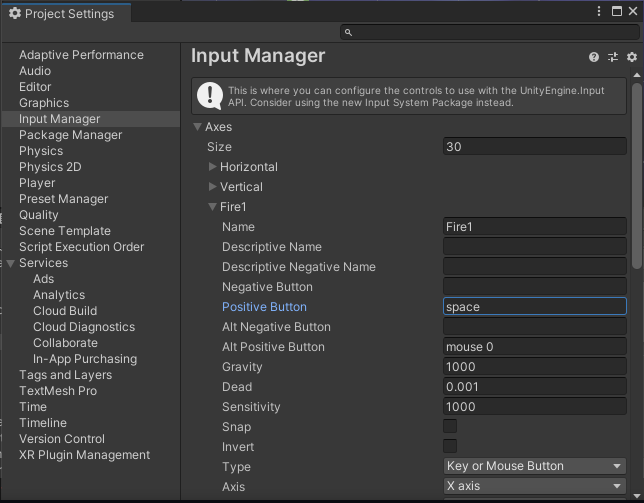 Project Settings
Adaptive Performance
Audio
Editor
Graphics
Input Manager
Package Manager
Physics
Physics 2D
Player
Preset Manager
Quality
Scene Template
Script Execution Order
Services
Ads
Analytics
Cloud Build
Cloud Diagnostics
Collaborate
In-App Purchasing
Tags and Layers
TextMesh Pro
Time
Timeline
Version Control
XR Plugin Management
Input Manager
This is where you can configure the controls to use with the UnityEngine.Input
API. Consider using the new Input System Package instead.
Axes
Size 30
Horizontal
Vertical
Fire1
Name Fire1
Descriptive Name
Descriptive Negative Name
Negative Button
Positive Button space
Alt Negative Button
Alt Positive Button mouse 0
Gravity 1000
Dead 0.001
Sensitivity 1000
Snap
Invert
Type Key or Mouse Button
Axis X axis